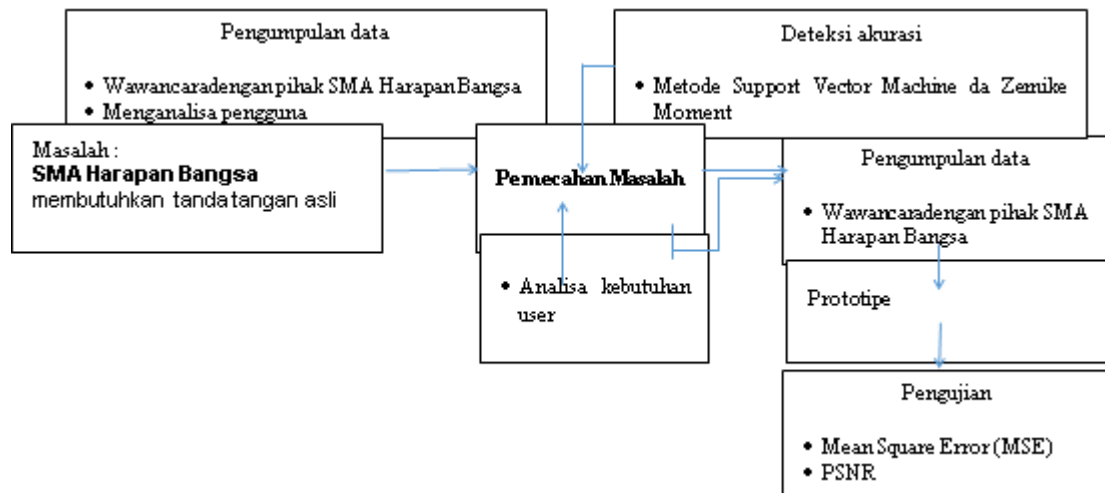 Pengumpulan data
• Wawancaradengan pihak SMA Harapan Bangsa
• Menganalisa pengguna
Deteksi akurasi
• Metode Support Vector Machine da Zernike
Moment
Masalah :
SMA Harapan Bangsa
membutuhkan tanda tangan asli
Pemecahan Masalah
Pengumpulan data
• Wawancaradengan pihak SMA
Harapan Bangsa
• Analisa kebutuhan
user
Prototipe
Pengujian
• Mean Square Error (MSE)
• PSNR